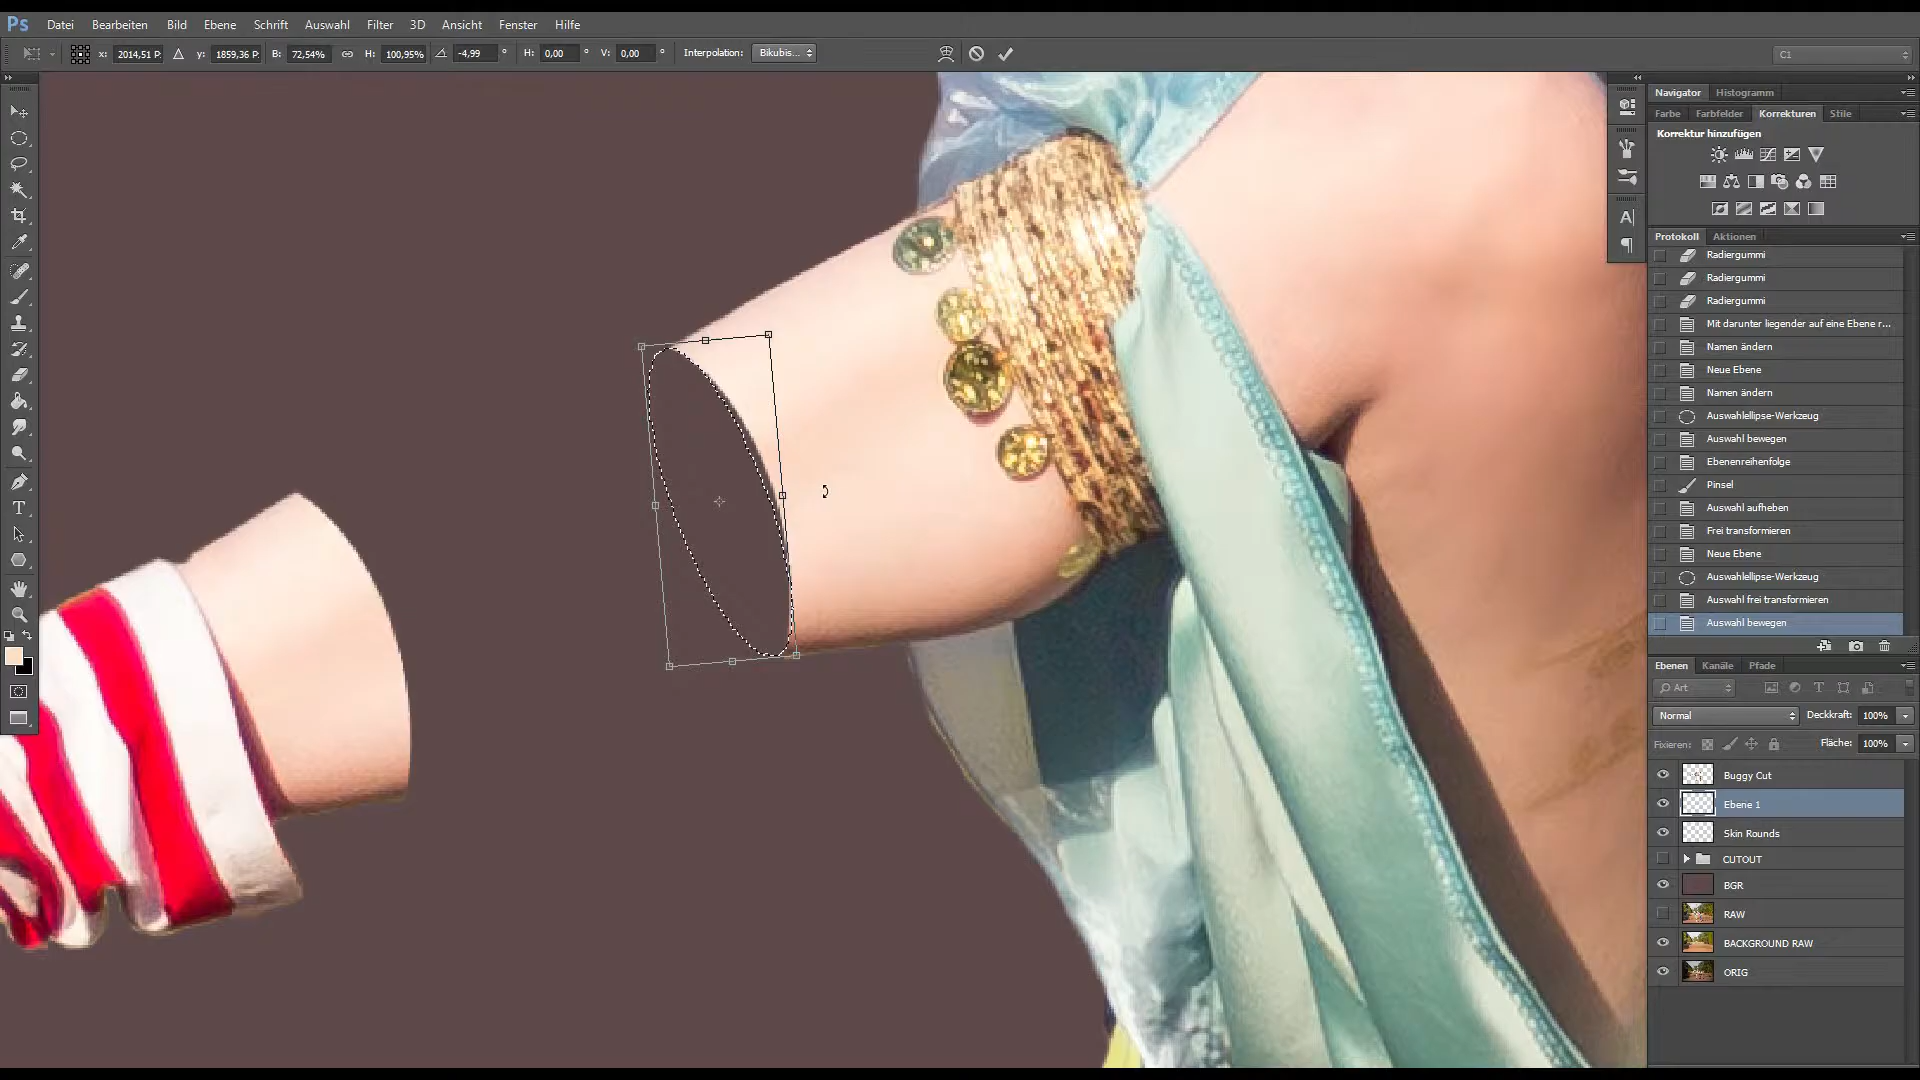 Ps Datei Bearbeiten Bild Ebene Schrift Auswahl Filter 3D Ansicht Fenster Hilfe
x: 2014,51 P: y: 1859,36 P: B: 72,54% H: 100,95% -4,99 ° H: 0,00 ° V: 0,00 ° Interpolation: Bikubis... C1
Navigator Histogramm
Farbe Farbfelder Korrekturen Stile
Korrektur hinzufügen
Protokoll Aktionen
Radiergummi
Radiergummi
Radiergummi
Mit darunter liegender auf eine Ebene r...
Namen ändern
Neue Ebene
Namen ändern
Auswahlellipse-Werkzeug
Auswahl bewegen
Ebenenreihenfolge
Pinsel
Auswahl aufheben
Frei transformieren
Neue Ebene
Auswahlellipse-Werkzeug
Auswahl frei transformieren
Auswahl bewegen
Ebenen Kanäle Pfade
Art
Normal Deckkraft: 100%
Fixieren: Fläche: 100%
Buggy Cut
Ebene 1
Skin Rounds
CUTOUT
BGR
RAW
BACKGROUND RAW
ORIG